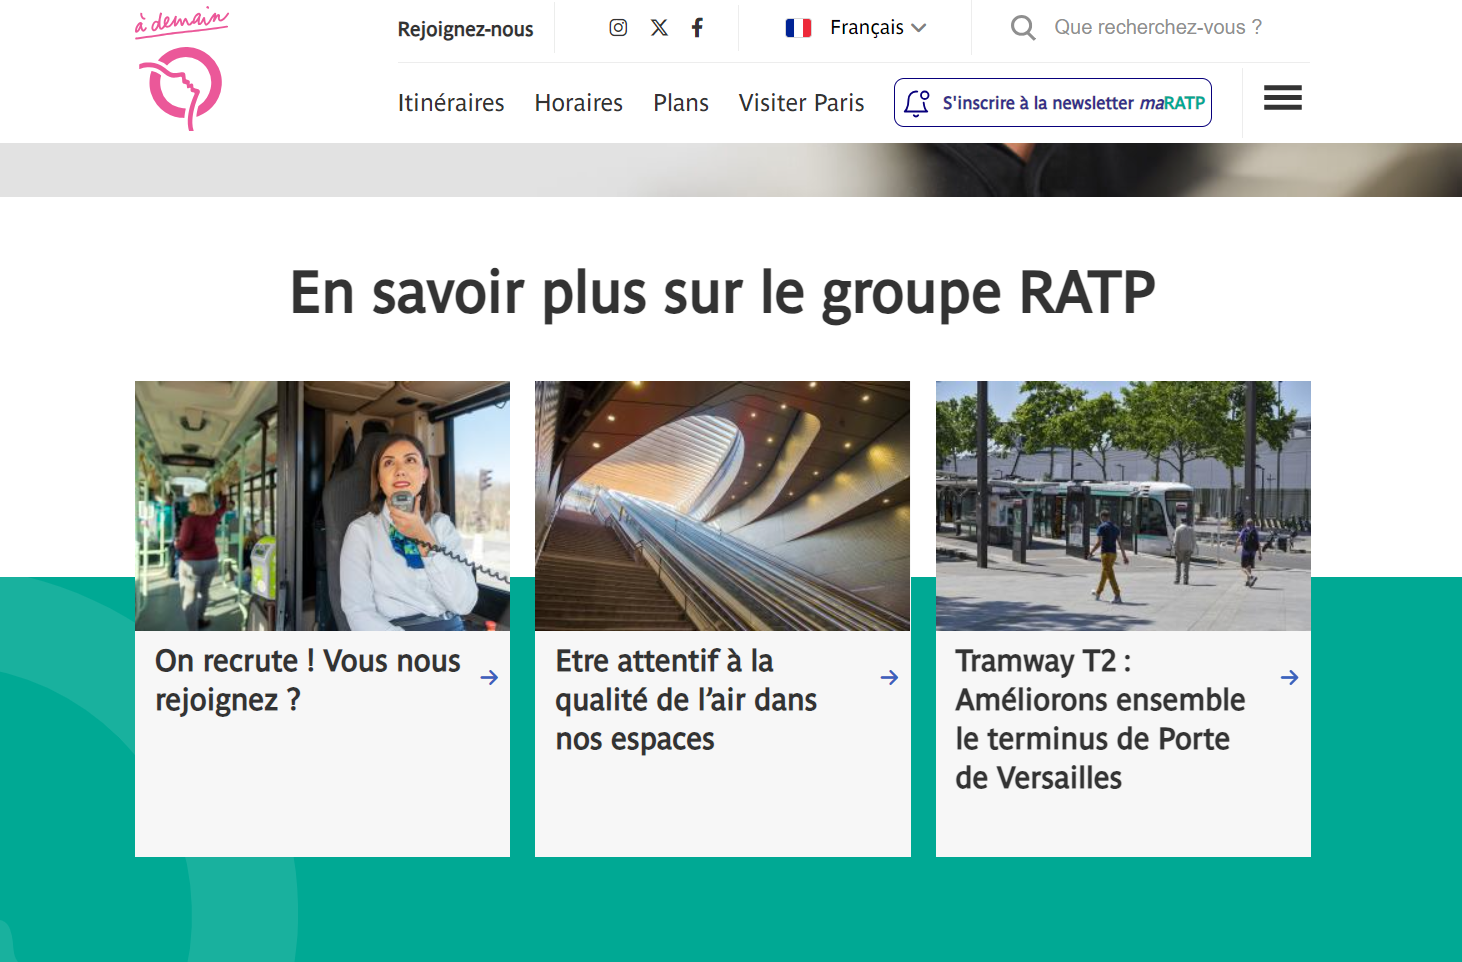 à demain
Rejoignez-nous
Français
Que recherchez-vous ?
Itinéraires
Horaires
Plans
Visiter Paris
S'inscrire à la newsletter maRATP
En savoir plus sur le groupe RATP
On recrute ! Vous nous
rejoignez ?
Etre attentif à la
qualité de l’air dans
nos espaces
Tramway T2 :
Améliorons ensemble
le terminus de Porte
de Versailles